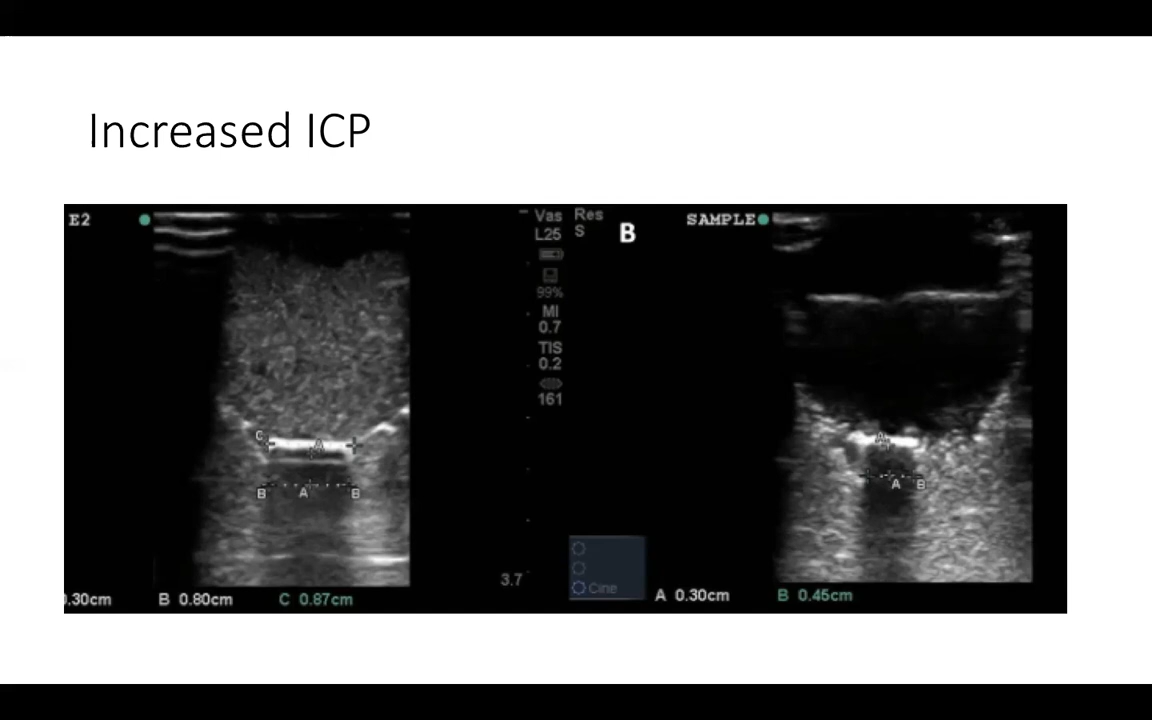 Increased ICP
E2
C
A
B A B
.30cm B 0.80cm C 0.87cm
Vas
L25
99%
MI
0.7
TIS
0.2
161
3.7
Res
S
B
SAMPLE
A
A B
Cine
A 0.30cm B 0.45cm